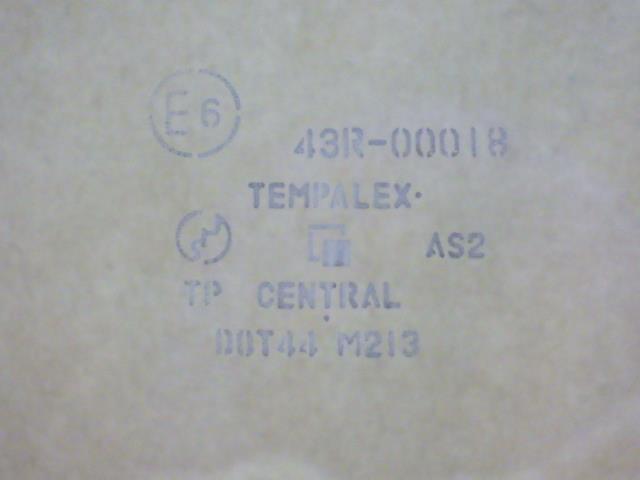 E6
43R-00018
TEMPALEX·
AS2
TP CENTRAL
DOT44 M213